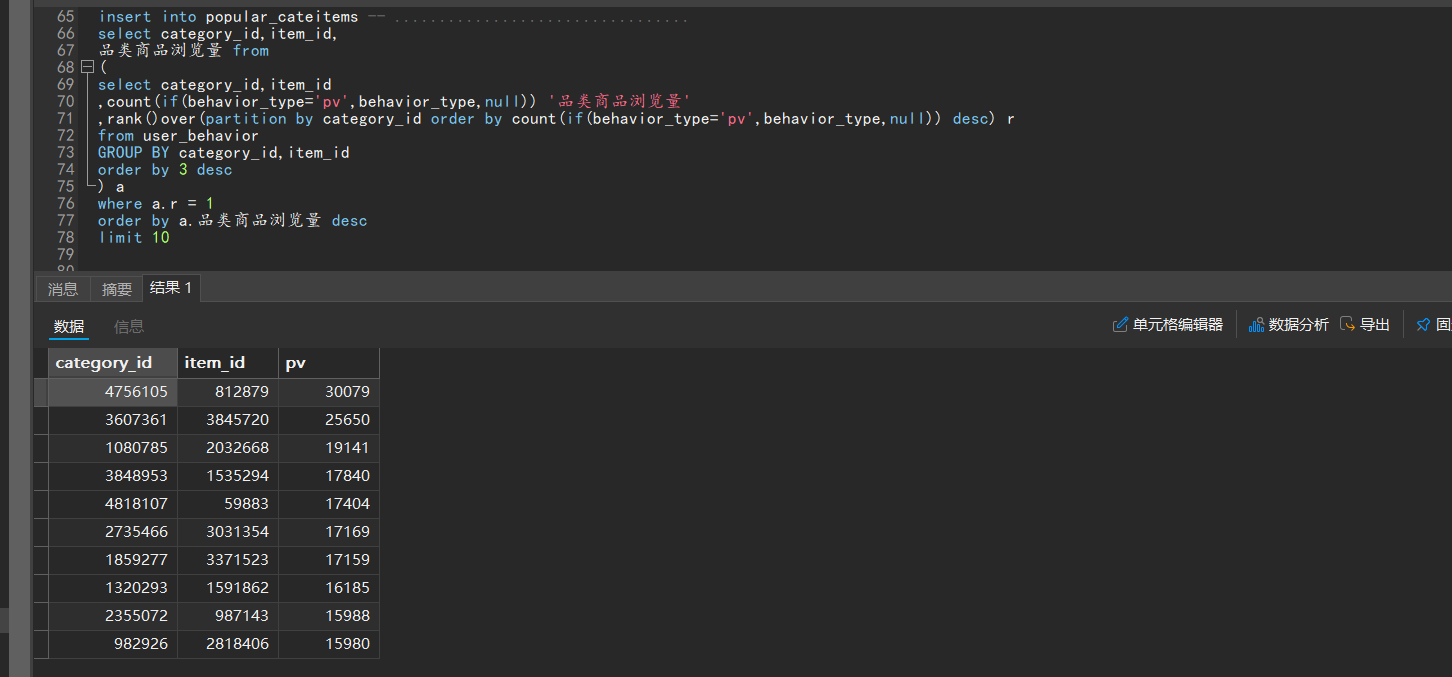 65 insert into popular_cateitems -- .................................
66 select category_id,item_id,
67 品类商品浏览量 from
68 (
69 select category_id,item_id
70 ,count(if(behavior_type='pv',behavior_type,null)) '品类商品浏览量'
71 ,rank()over(partition by category_id order by count(if(behavior_type='pv',behavior_type,null)) desc) r
72 from user_behavior
73 GROUP BY category_id,item_id
74 order by 3 desc
75 ) a
76 where a.r = 1
77 order by a.品类商品浏览量 desc
78 limit 10
79
80
消息 摘要 结果 1
数据 信息 单元格编辑器 数据分析 导出 固
category_id item_id pv
4756105 812879 30079
3607361 3845720 25650
1080785 2032668 19141
3848953 1535294 17840
4818107 59883 17404
2735466 3031354 17169
1859277 3371523 17159
1320293 1591862 16185
2355072 987143 15988
982926 2818406 15980